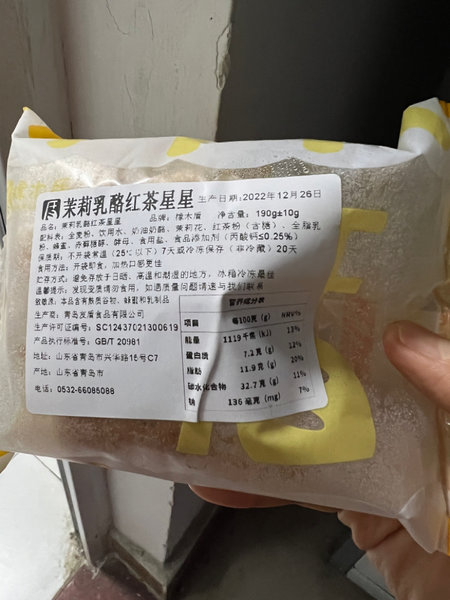 茉莉乳酪红茶星星 生产日期:2022年12月26日
品名:茉莉乳酪红茶星星 品牌:橡木盾 净含量:190g±10g
配料表:全麦粉、饮用水、奶油奶酪、茉莉花、红茶粉(含糖)、全脂乳
粉、蜂蜜、赤藓糖醇、酵母、食用盐、食品添加剂(丙酸钙≤0.25%)
保质期:不开袋常温(25℃以下)7天或冷冻保存(非冷藏)20天
食用方法:开袋即食,加热口感更佳
贮存方式:避免存放于日晒、高温和潮湿的地方,冰箱冷冻最佳
温馨提示:发现变质请勿食用,如遇质量问题请速与我们联系
致敏源:本品含有麸质谷物、蜂蜜和乳制品
生产商:青岛友盾食品有限公司
生产许可证编号:SC12437021300619
产品执行标准号:GB/T 20981
地址:山东省青岛市兴华路15号C7
产地:山东省青岛市
电话:0532-66085088
营养成分表
项目 每100克(g) NRV%
能量 1119千焦(kJ) 13%
蛋白质 7.2克(g) 12%
脂肪 11.9克(g) 20%
碳水化合物 32.7克(g) 11%
钠 136毫克(mg) 7%